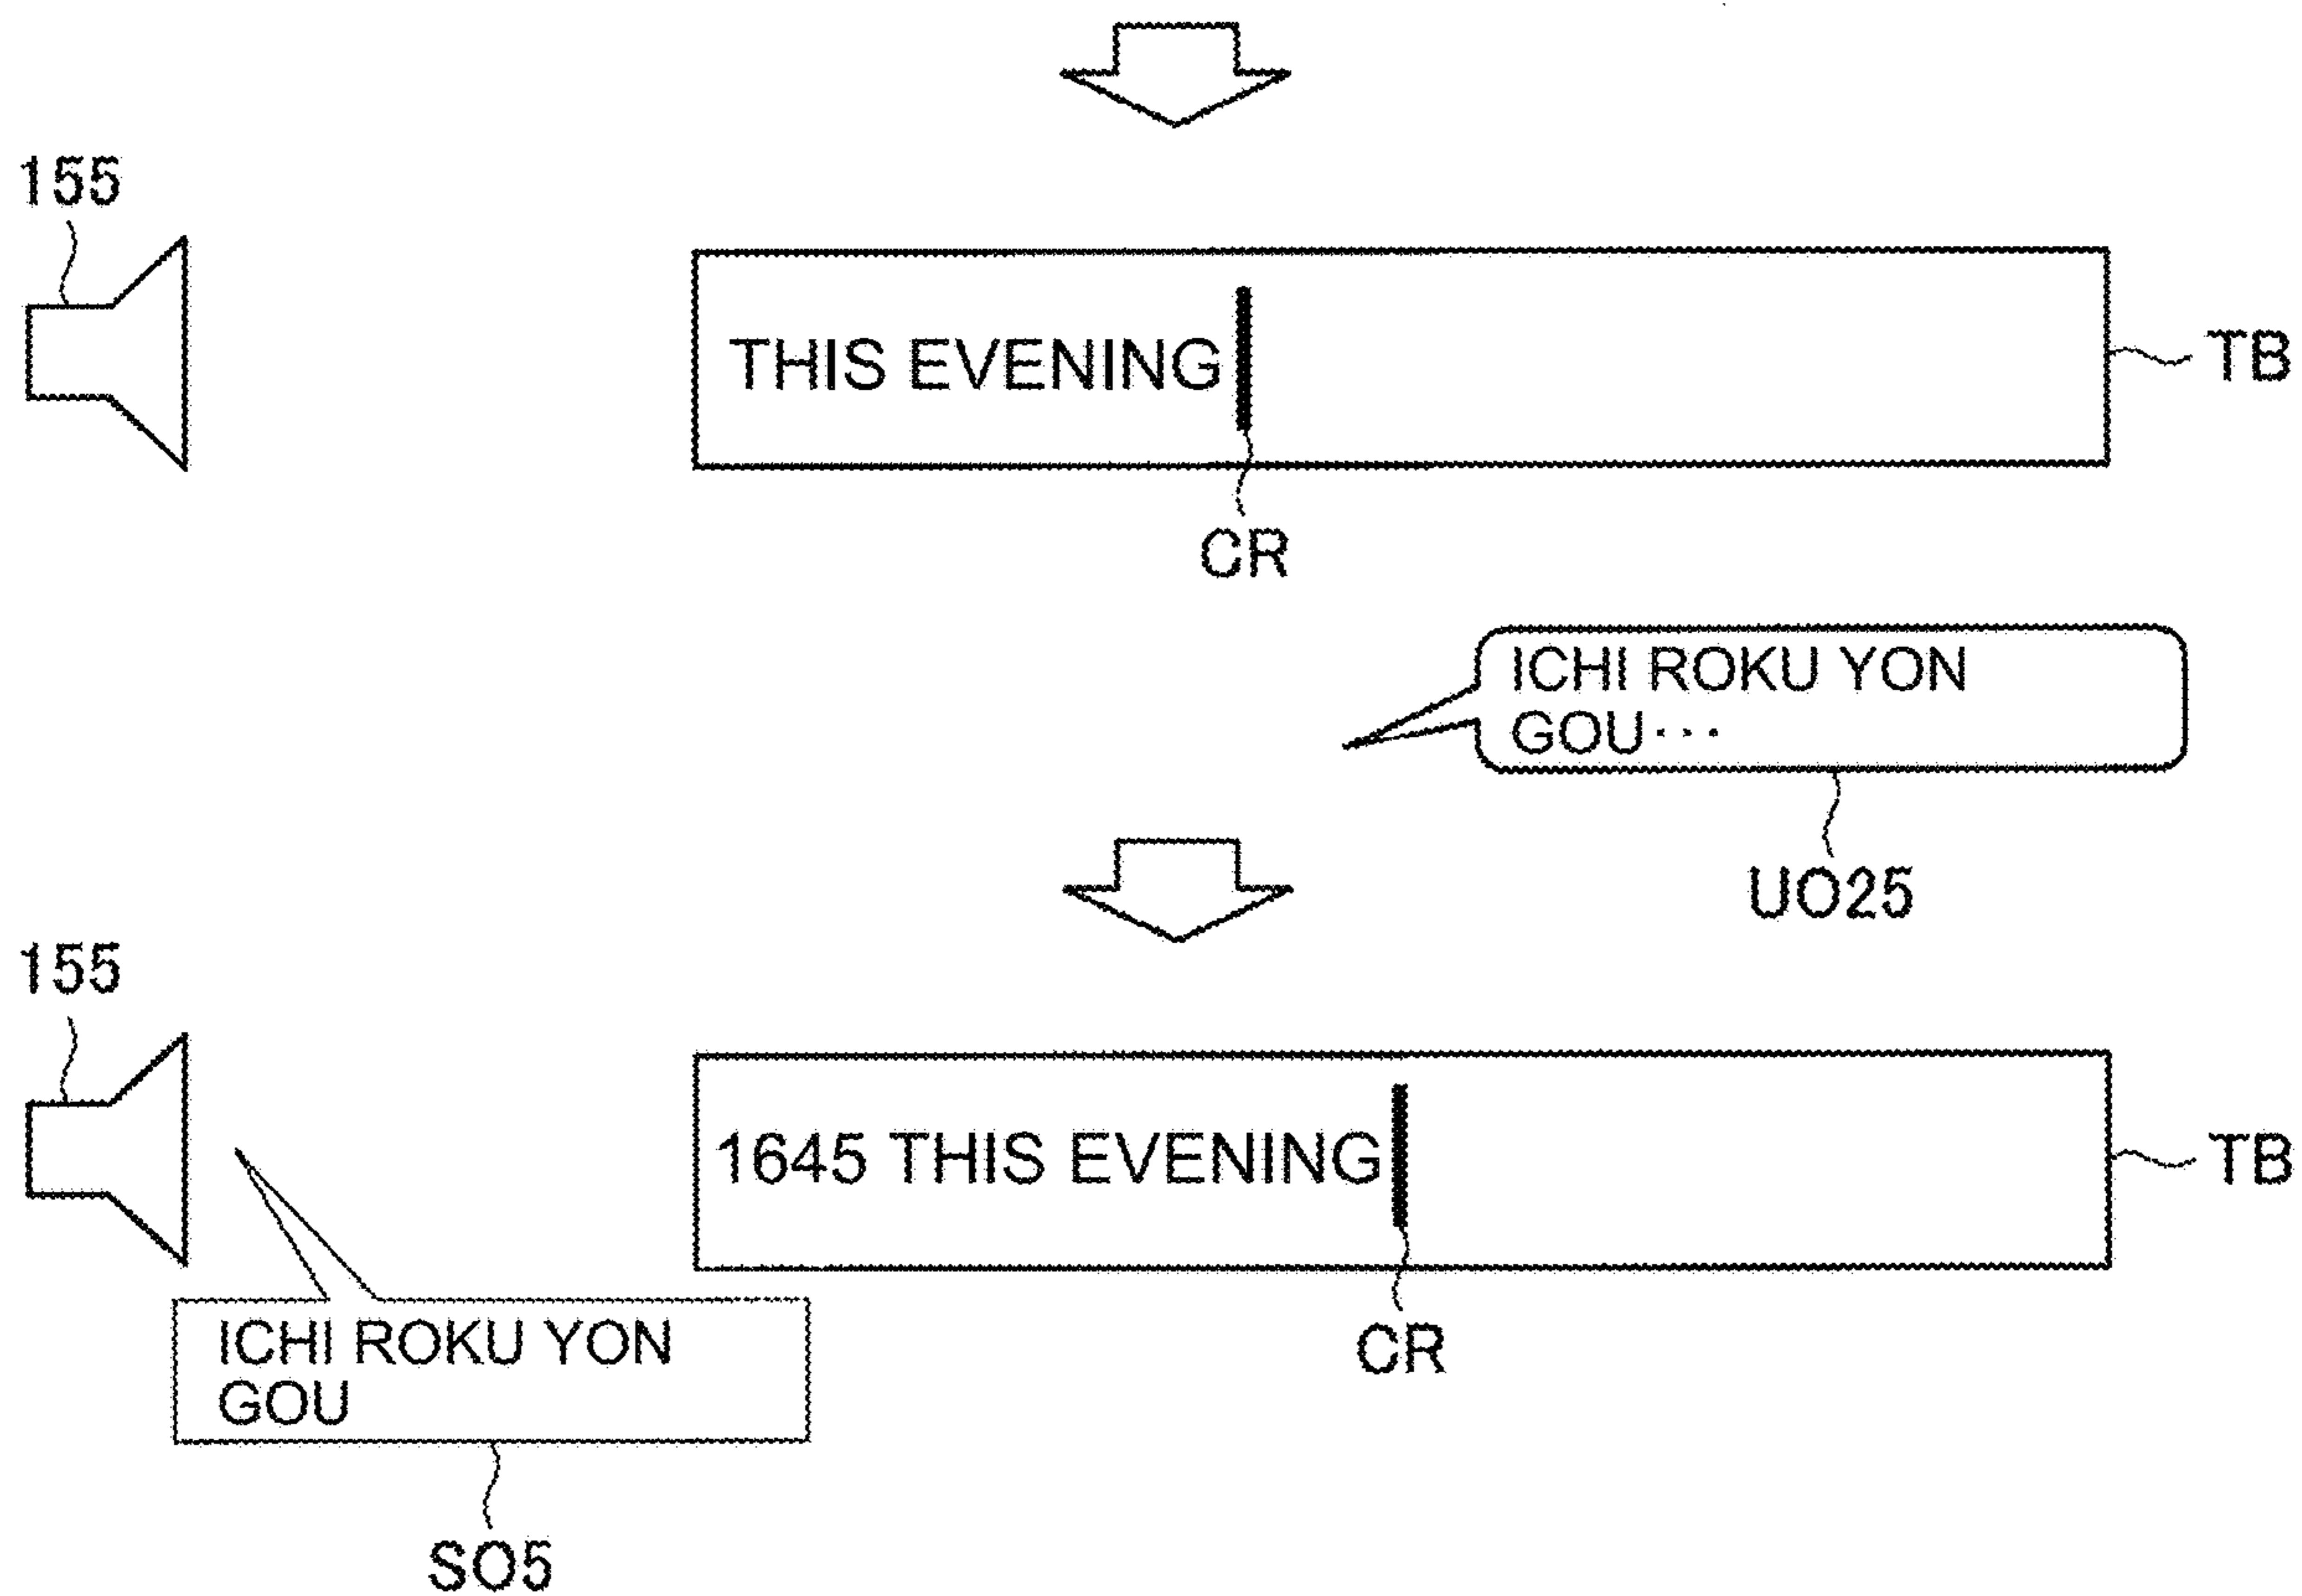 155
THIS EVENING
TB
CR
ICHI ROKU YON
GOU···
UO25
155
1645 THIS EVENING
TB
ICHI ROKU YON
GOU
CR
SO5